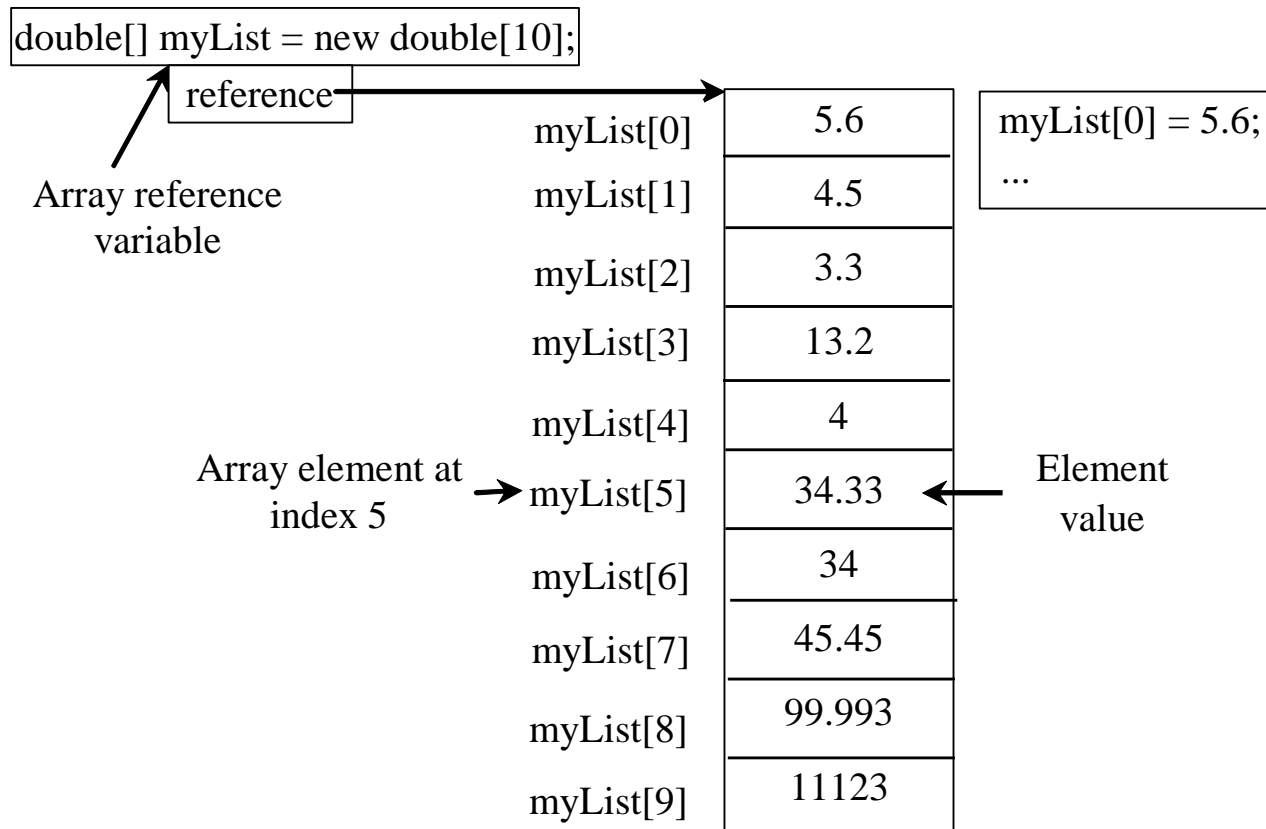 double[] myList = new double[10];
reference
Array reference
variable
myList[0] 5.6
myList[0] = 5.6;
...
myList[1] 4.5
myList[2] 3.3
myList[3] 13.2
myList[4] 4
Array element at
index 5
myList[5] 34.33
Element
value
myList[6] 34
myList[7] 45.45
myList[8] 99.993
myList[9] 11123